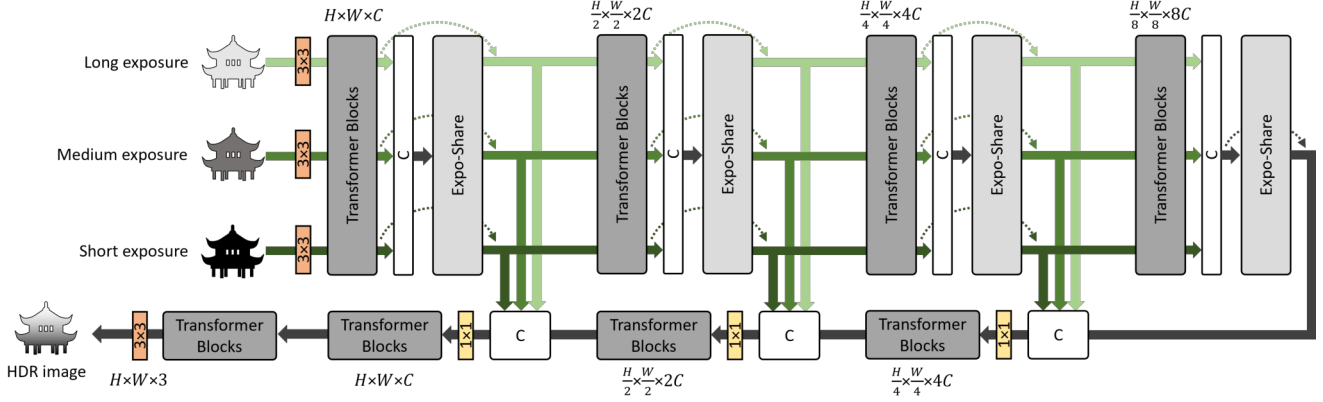 H×W×C
H/2×W/2×2C
H/4×W/4×4C
H/8×W/8×8C
Long exposure
3×3
Medium exposure
3×3
Short exposure
3×3
Transformer Blocks
C
Expo-Share
Transformer Blocks
C
Expo-Share
Transformer Blocks
C
Expo-Share
Transformer Blocks
C
Expo-Share
HDR image
3×3
Transformer
Blocks
Transformer
Blocks
1×1
C
Transformer
Blocks
1×1
C
Transformer
Blocks
1×1
C
H×W×3
H×W×C
H/2×W/2×2C
H/4×W/4×4C